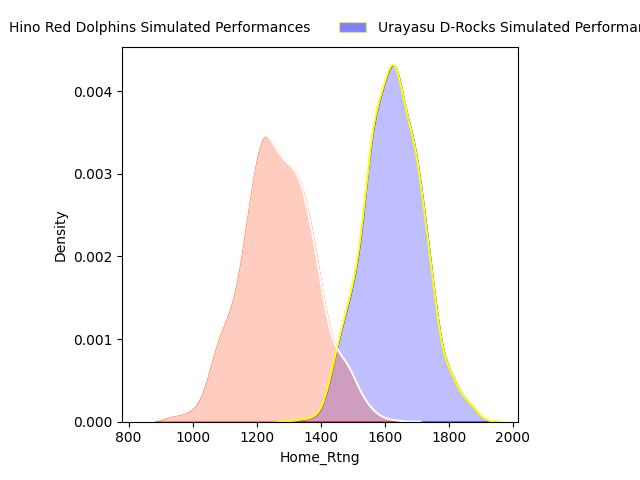 Hino Red Dolphins Simulated Performances
Urayasu D-Rocks Simulated Performan
0.004
0.003
0.002
0.001
0.000
Density
800 1000 1200 1400 1600 1800 2000
Home_Rtng